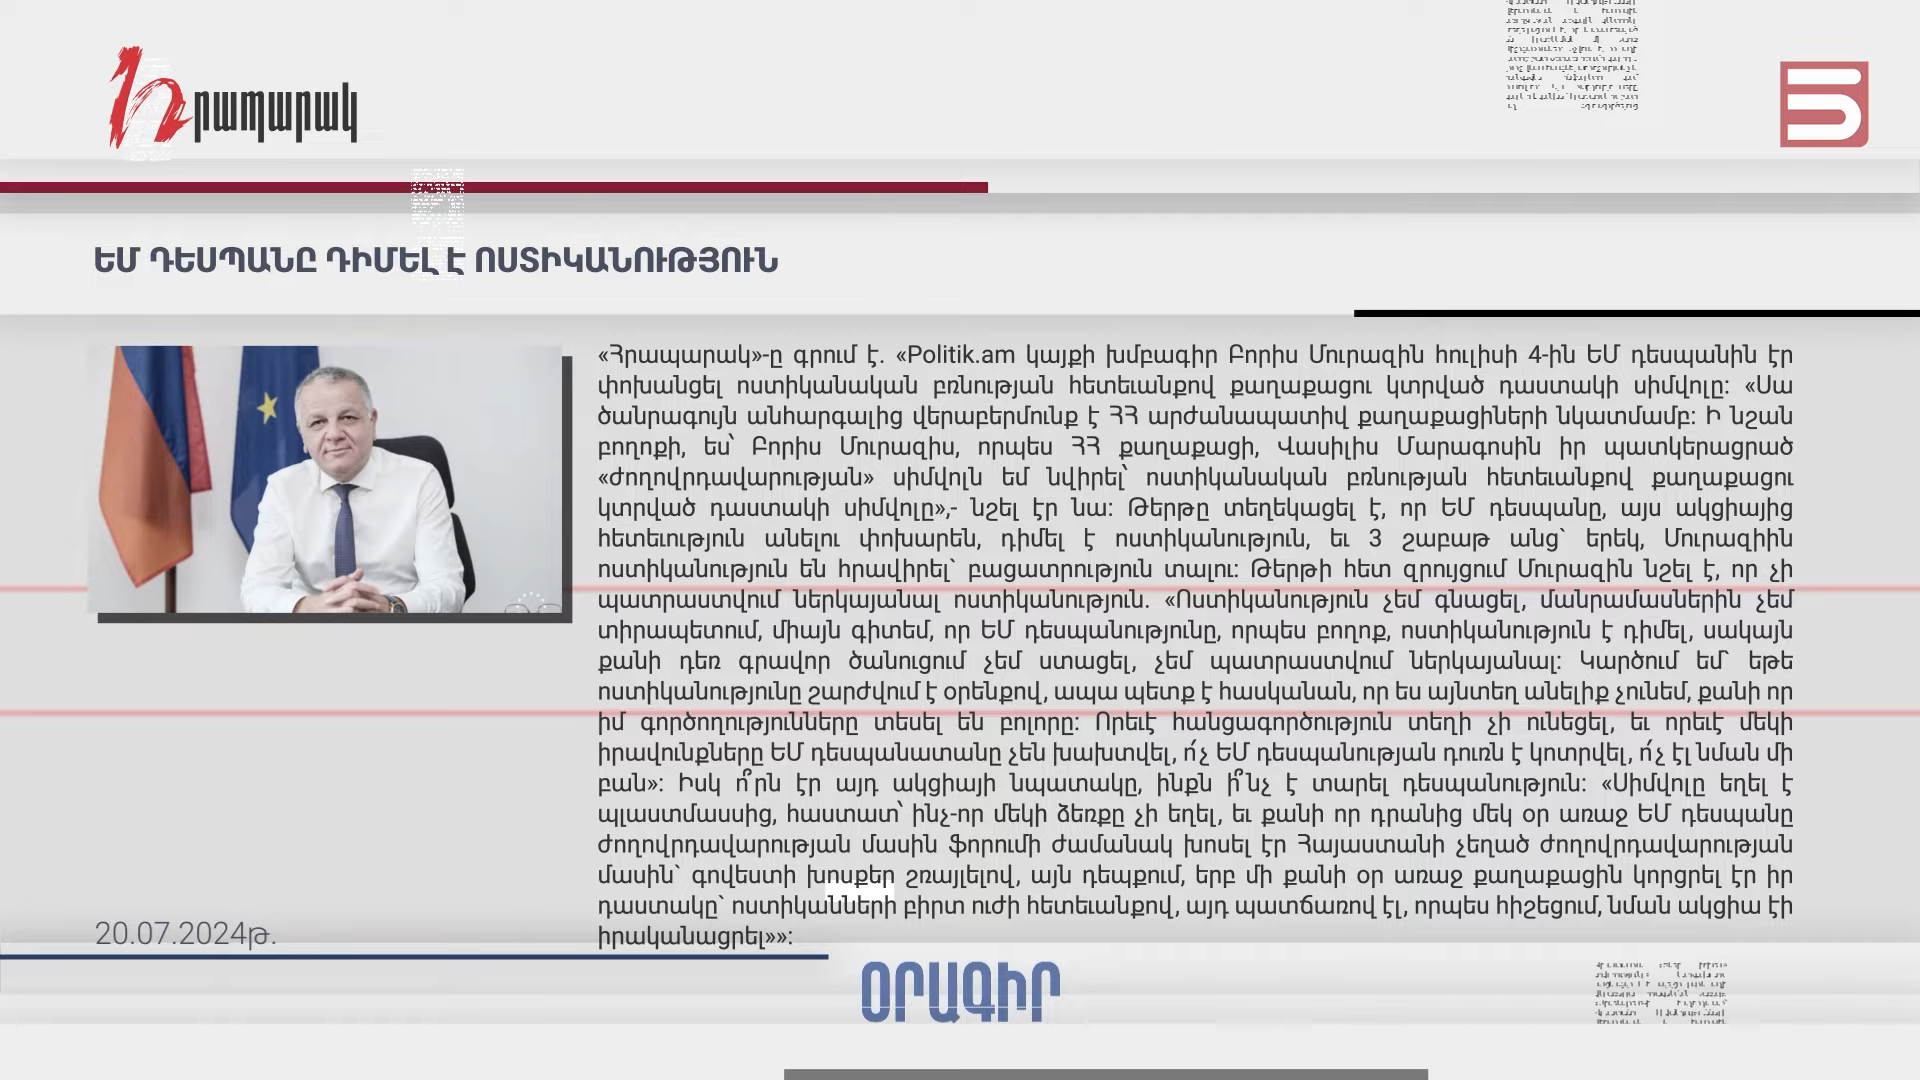 Հրապարակ
ԵՄ ԴԵՍՊԱՆԸ ԴԻՄԵԼ Է ՈՍՏԻԿԱՆՈՒԹՅՈՒՆ
«Հրապարակ»-ը գրում է. «Politik.am կայքի խմբագիր Բորիս Մուրազին հուլիսի 4-ին ԵՄ դեսպանին էր
փոխանցել ոստիկանական բռնության հետեւանքով քաղաքացու կտրված դաստակի սիմվոլը: «Սա
ծանրագույն անհարգալից վերաբերմունք է ՀՀ արժանապատիվ քաղաքացիների նկատմամբ: Ի նշան
բողոքի, ես՝ Բորիս Մուրազիս, որպես ՀՀ քաղաքացի, Վասիլիս Մարագոսին իր պատկերացրած
«ժողովրդավարության» սիմվոլն եմ նվիրել՝ ոստիկանական բռնության հետեւանքով քաղաքացու
կտրված դաստակի սիմվոլը»,- նշել էր նա: Թերթը տեղեկացել է, որ ԵՄ դեսպանը, այս ակցիայից
հետեւություն անելու փոխարեն, դիմել է ոստիկանություն, եւ 3 շաբաթ անց` երեկ, Մուրազիին
ոստիկանություն են հրավիրել` բացատրություն տալու: Թերթի հետ զրույցում Մուրազին նշել է, որ չի
պատրաստվում ներկայանալ ոստիկանություն. «Ոստիկանություն չեմ գնացել, մանրամասներին չեմ
տիրապետում, միայն գիտեմ, որ ԵՄ դեսպանությունը, որպես բողոք, ոստիկանություն է դիմել, սակայն
քանի դեռ գրավոր ծանուցում չեմ ստացել, չեմ պատրաստվում ներկայանալ: Կարծում եմ` եթե
ոստիկանությունը շարժվում է օրենքով, ապա պետք է հասկանան, որ ես այնտեղ անելիք չունեմ, քանի որ
իմ գործողությունները տեսել են բոլորը: Որեւէ հանցագործություն տեղի չի ունեցել, եւ որեւէ մեկի
իրավունքները ԵՄ դեսպանատանը չեն խախտվել, ո՛չ ԵՄ դեսպանության դուռն է կոտրվել, ո՛չ էլ նման մի
բան»: Իսկ ո՞րն էր այդ ակցիայի նպատակը, ինքն ի՞նչ է տարել դեսպանություն: «Սիմվոլը եղել է
պլաստմասսից, հաստատ՝ ինչ-որ մեկի ձեռքը չի եղել, եւ քանի որ դրանից մեկ օր առաջ ԵՄ դեսպանը
ժողովրդավարության մասին ֆորումի ժամանակ խոսել էր Հայաստանի չեղած ժողովրդավարության
մասին` գովեստի խոսքեր շռայլելով, այն դեպքում, երբ մի քանի օր առաջ քաղաքացին կորցրել էր իր
դաստակը` ոստիկանների բիրտ ուժի հետեւանքով, այդ պատճառով էլ, որպես հիշեցում, նման ակցիա էի
իրականացրել»»:
20.07.2024թ.
ՕՐԱԳԻՐ